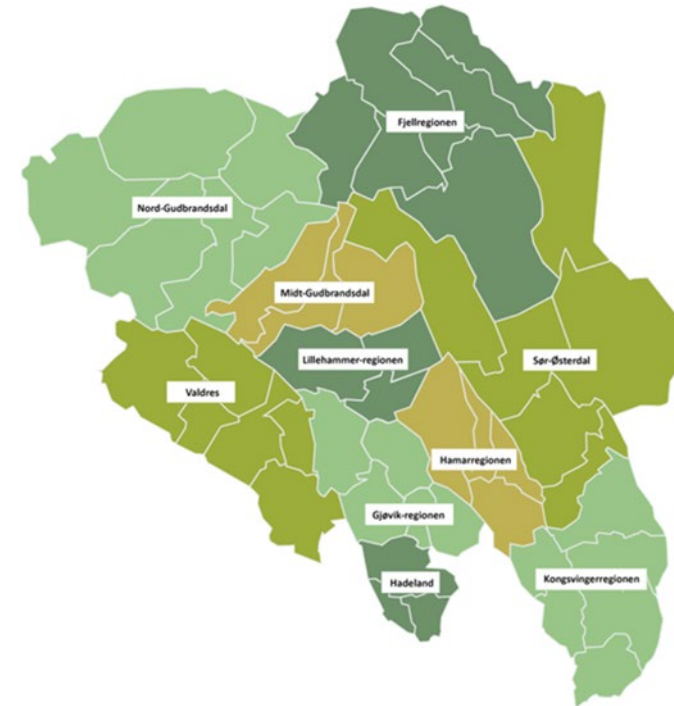 Fjellregionen
Nord-Gudbrandsdal
Midt-Gudbrandsdal
Lillehammer-regionen
Sør-Østerdal
Valdres
Hamarregionen
Gjøvik-regionen
Hadeland
Kongsvingerregionen